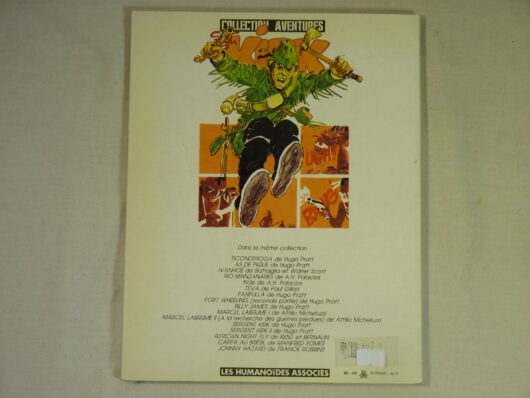 COLLECTION AVENTURES
KIRK
UGH!
BANG!
Dans la même collection
TICONDEROGA de Hugo Pratt
AS DE PIQUE de Hugo Pratt
IVANHOE de Battaglia et Walter Scott
RIO MANZANARES de A.H. Palacios
1936 de A.H. Palacios
TEVA de Paul Gillon
FANFULLA de Hugo Pratt
FORT WHEELING (seconde partie) de Hugo Pratt
BILLY JAMES de Hugo Pratt
MARCEL LABRUME I de Attilio Micheluzzi
MARCEL LABRUME II (A la recherche des guerres perdues) de Attilio Micheluzzi
SERGENT KIRK de Hugo Pratt
SERGENT KIRK II de Hugo Pratt
AFRICAN NIGHT FLY de KENT et BERNALIN
CAPPA AU BRÉSIL de MANFRED SOMER
JOHNNY HAZARD de FRANCK ROBBINS
LES HUMANOÏDES ASSOCIÉS